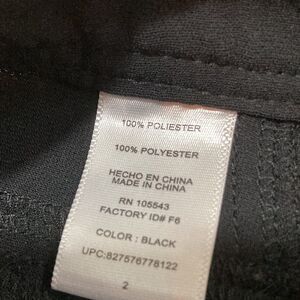 100% POLIESTER
100% POLYESTER
HECHO EN CHINA
MADE IN CHINA
RN 105543
FACTORY ID# F6
COLOR : BLACK
UPC:827576778122
2